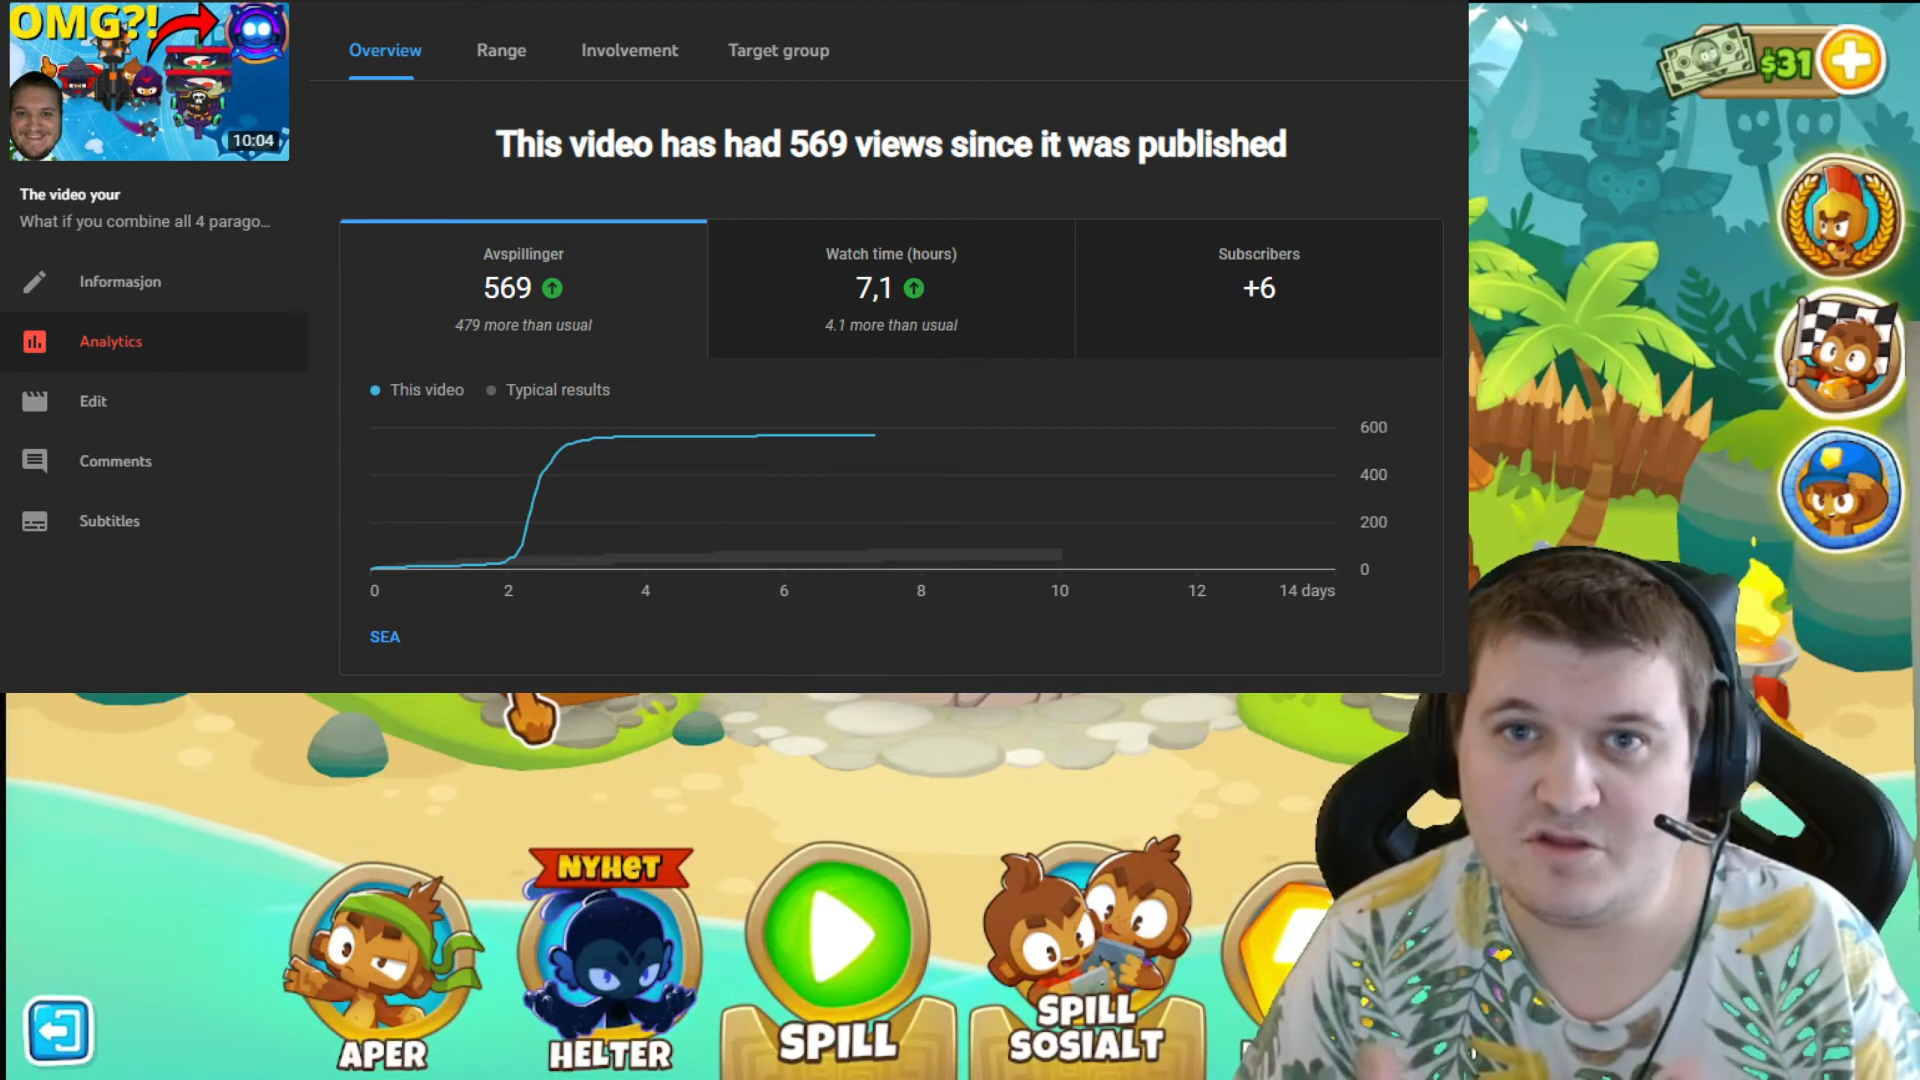 OMG?!
10:04
The video your
What if you combine all 4 parago...
Informasjon
Analytics
Edit
Comments
Subtitles
Overview
Range
Involvement
Target group
This video has had 569 views since it was published
Avspillinger
569
479 more than usual
Watch time (hours)
7,1
4.1 more than usual
Subscribers
+6
This video
Typical results
600
400
200
0
0
2
4
6
8
10
12
14 days
SEA
$31
NYHET
APER
HELTER
SPILL
SPILL
SOSIALT